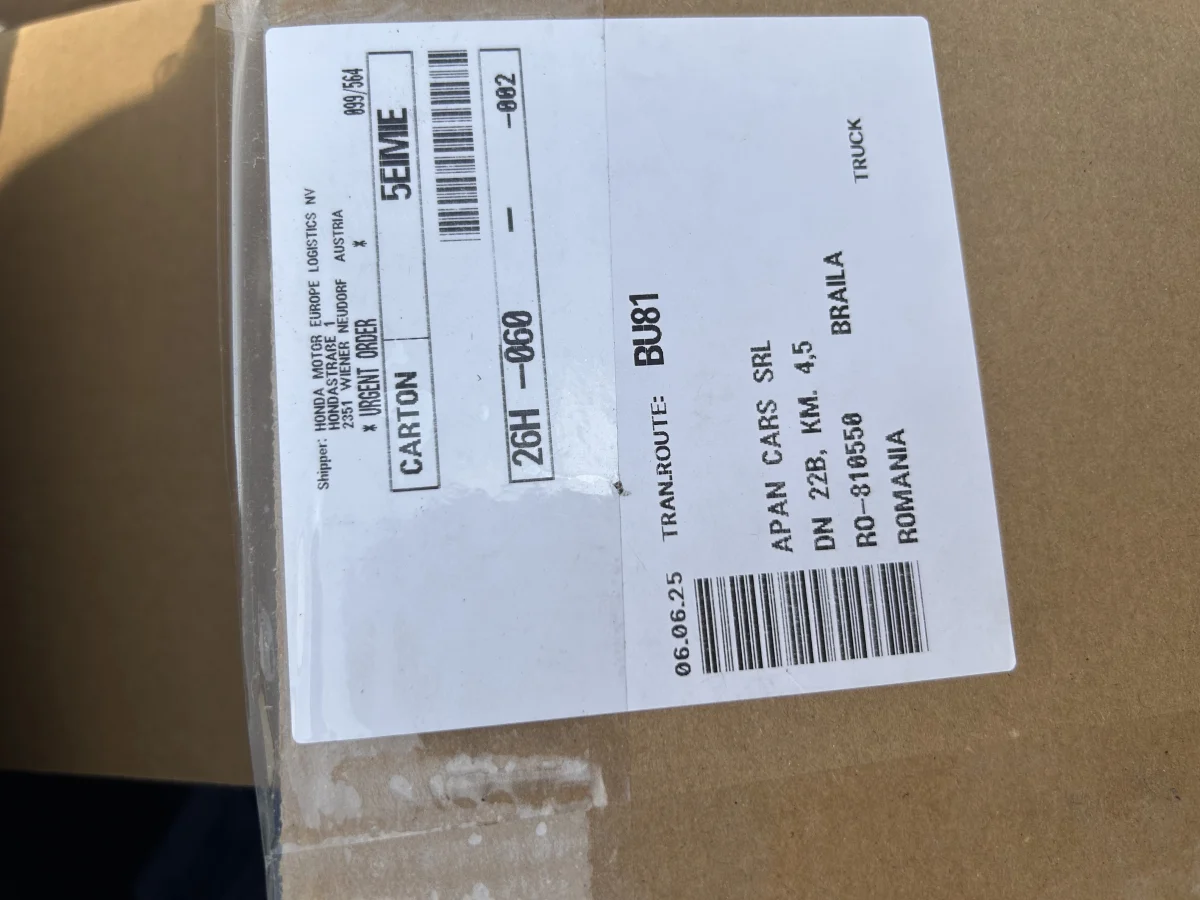 099/564
Shipper: HONDA MOTOR EUROPE LOGISTICS NV
HONDASTRAßE 1
2351 WIENER NEUDORF AUSTRIA
* URGENT ORDER *
CARTON 5EIMIE
26H -060 - -002
06.06.25 TRAN.ROUTE: BU81
APAN CARS SRL
DN 22B, KM. 4,5
RO-810550 BRAILA TRUCK
ROMANIA